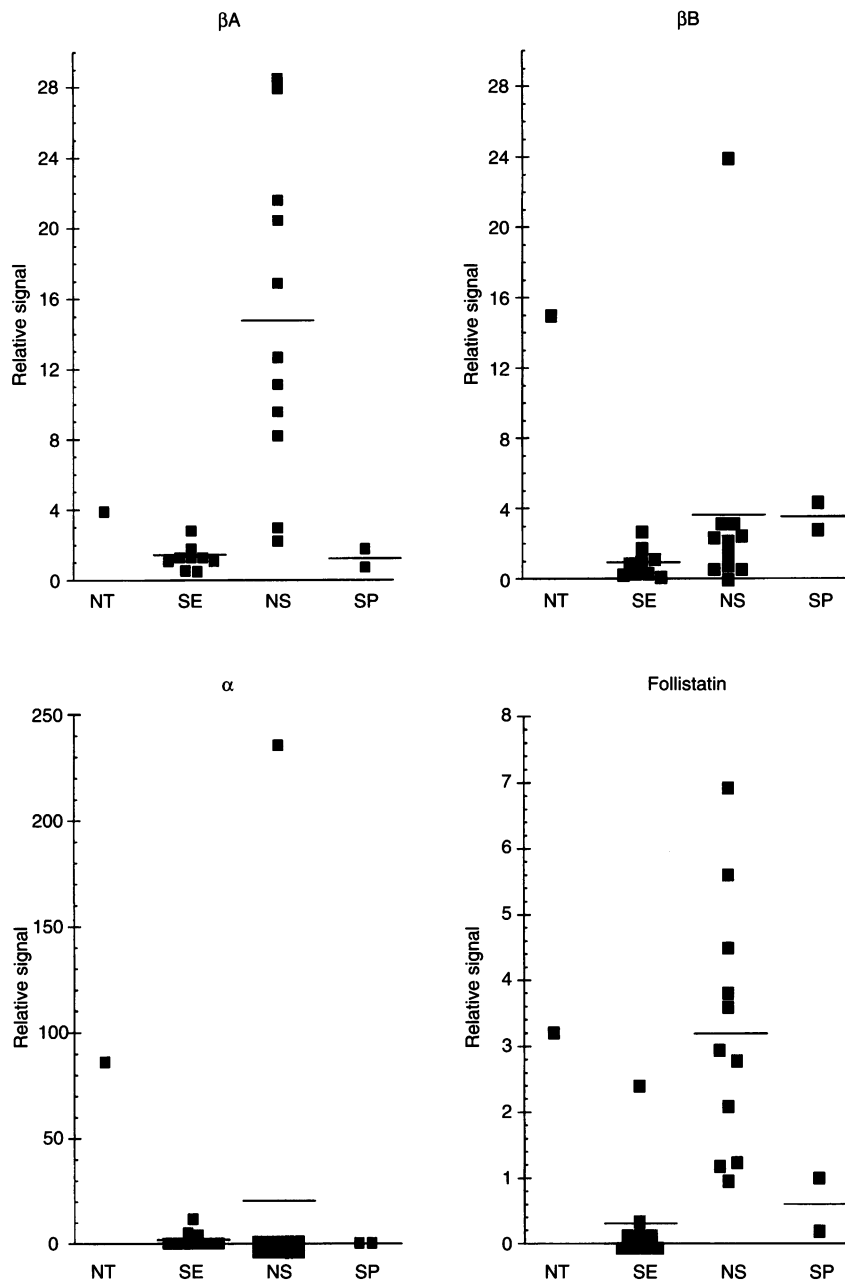 βA
28
24
20
16
12
8
4
0
Relative signal
NT SE NS SP
βB
28
24
20
16
12
8
4
0
Relative signal
NT SE NS SP
α
250
200
150
100
50
0
Relative signal
NT SE NS SP
Follistatin
8
7
6
5
4
3
2
1
0
Relative signal
NT SE NS SP